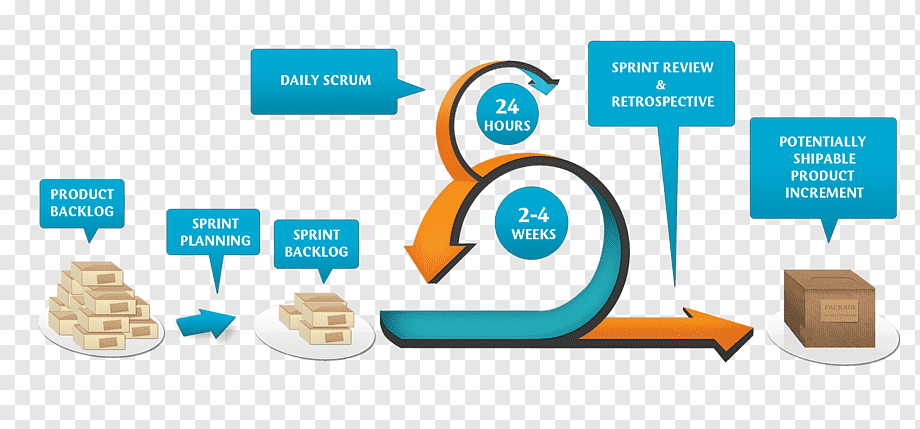 DAILY SCRUM
24
HOURS
SPRINT REVIEW
&
RETROSPECTIVE
POTENTIALLY
SHIPABLE
PRODUCT
INCREMENT
PRODUCT
BACKLOG
SPRINT
PLANNING
SPRINT
BACKLOG
2-4
WEEKS
PACKAGE